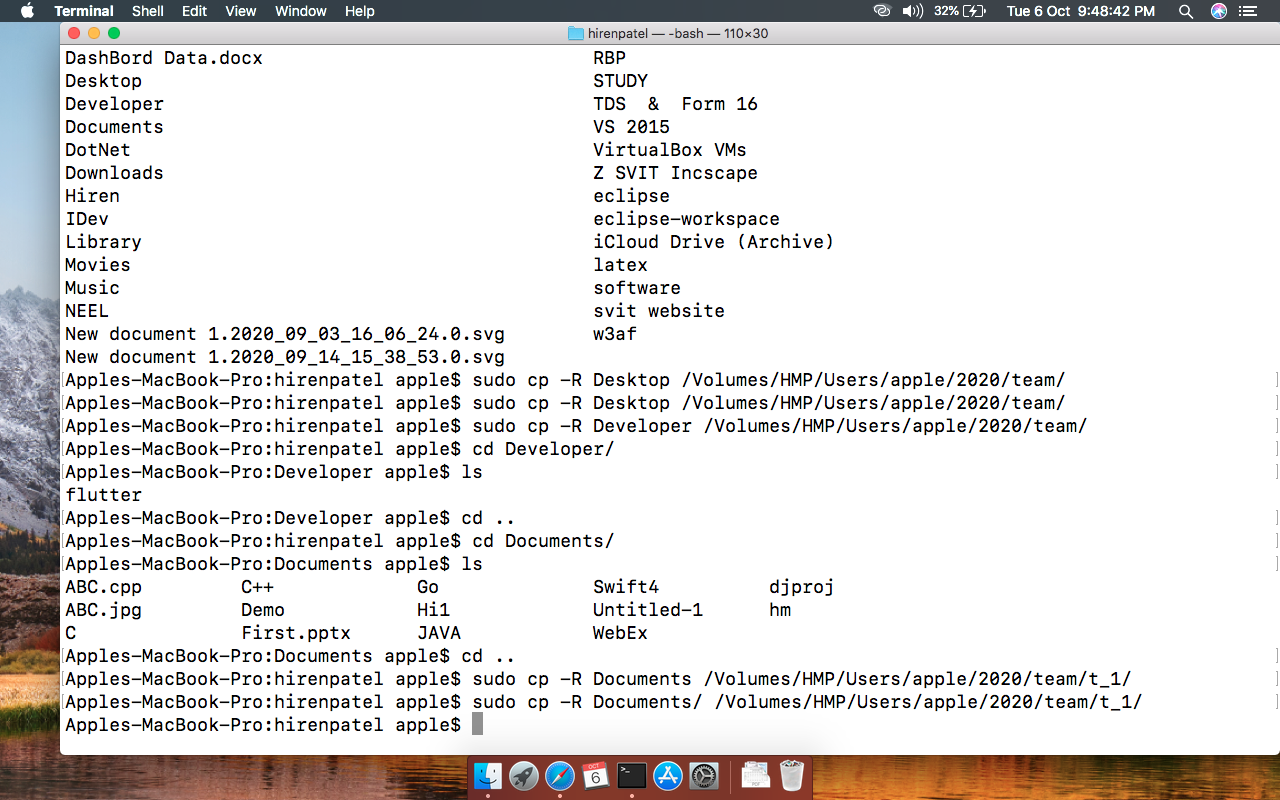 Terminal Shell Edit View Window Help 32% Tue 6 Oct 9:48:42 PM
hirenpatel — -bash — 110×30
DashBord Data.docx RBP
Desktop STUDY
Developer TDS & Form 16
Documents VS 2015
DotNet VirtualBox VMs
Downloads Z SVIT Incscape
Hiren eclipse
IDev eclipse-workspace
Library iCloud Drive (Archive)
Movies latex
Music software
NEEL svit website
New document 1.2020_09_03_16_06_24.0.svg w3af
New document 1.2020_09_14_15_38_53.0.svg
[Apples-MacBook-Pro:hirenpatel apple$ sudo cp -R Desktop /Volumes/HMP/Users/apple/2020/team/ ]
[Apples-MacBook-Pro:hirenpatel apple$ sudo cp -R Desktop /Volumes/HMP/Users/apple/2020/team/ ]
[Apples-MacBook-Pro:hirenpatel apple$ sudo cp -R Developer /Volumes/HMP/Users/apple/2020/team/ ]
[Apples-MacBook-Pro:hirenpatel apple$ cd Developer/ ]
[Apples-MacBook-Pro:Developer apple$ ls ]
flutter
[Apples-MacBook-Pro:Developer apple$ cd .. ]
[Apples-MacBook-Pro:hirenpatel apple$ cd Documents/ ]
[Apples-MacBook-Pro:Documents apple$ ls ]
ABC.cpp C++ Go Swift4 djproj
ABC.jpg Demo Hi1 Untitled-1 hm
C First.pptx JAVA WebEx
[Apples-MacBook-Pro:Documents apple$ cd .. ]
[Apples-MacBook-Pro:hirenpatel apple$ sudo cp -R Documents /Volumes/HMP/Users/apple/2020/team/t_1/ ]
[Apples-MacBook-Pro:hirenpatel apple$ sudo cp -R Documents/ /Volumes/HMP/Users/apple/2020/team/t_1/ ]
Apples-MacBook-Pro:hirenpatel apple$
OCT
6
>_
PDF